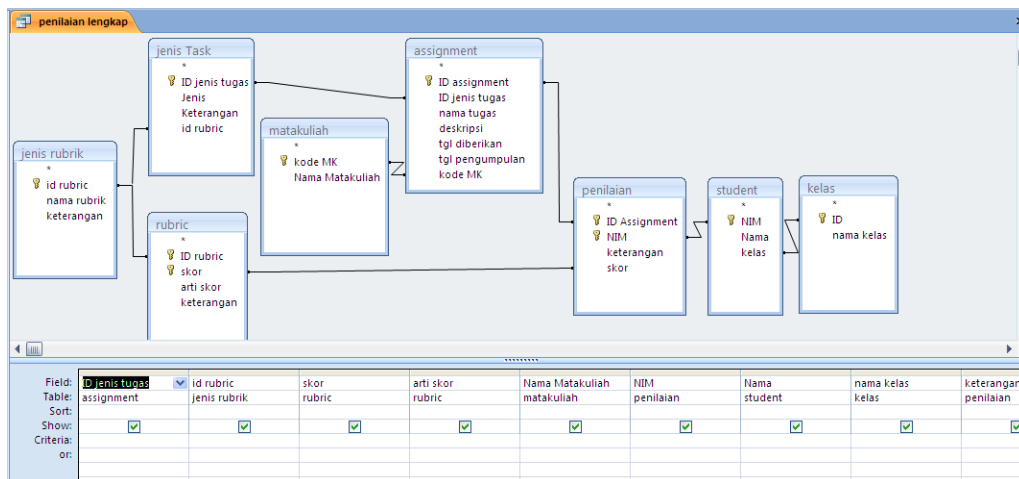 penilaian lengkap
jenis Task
*
ID jenis tugas
Jenis
Keterangan
id rubric
assignment
*
ID assignment
ID jenis tugas
nama tugas
deskripsi
tgl diberikan
tgl pengumpulan
kode MK
matakuliah
*
kode MK
Nama Matakuliah
jenis rubrik
*
id rubric
nama rubrik
keterangan
rubric
*
ID rubric
skor
arti skor
keterangan
penilaian
*
ID Assignment
NIM
keterangan
skor
student
*
NIM
Nama
kelas
kelas
*
ID
nama kelas
Field: ID jenis tugas id rubric skor arti skor Nama Matakuliah NIM Nama nama kelas keterangan
Table: assignment jenis rubrik rubric rubric matakuliah penilaian student kelas penilaian
Sort:
Show:
Criteria:
or: